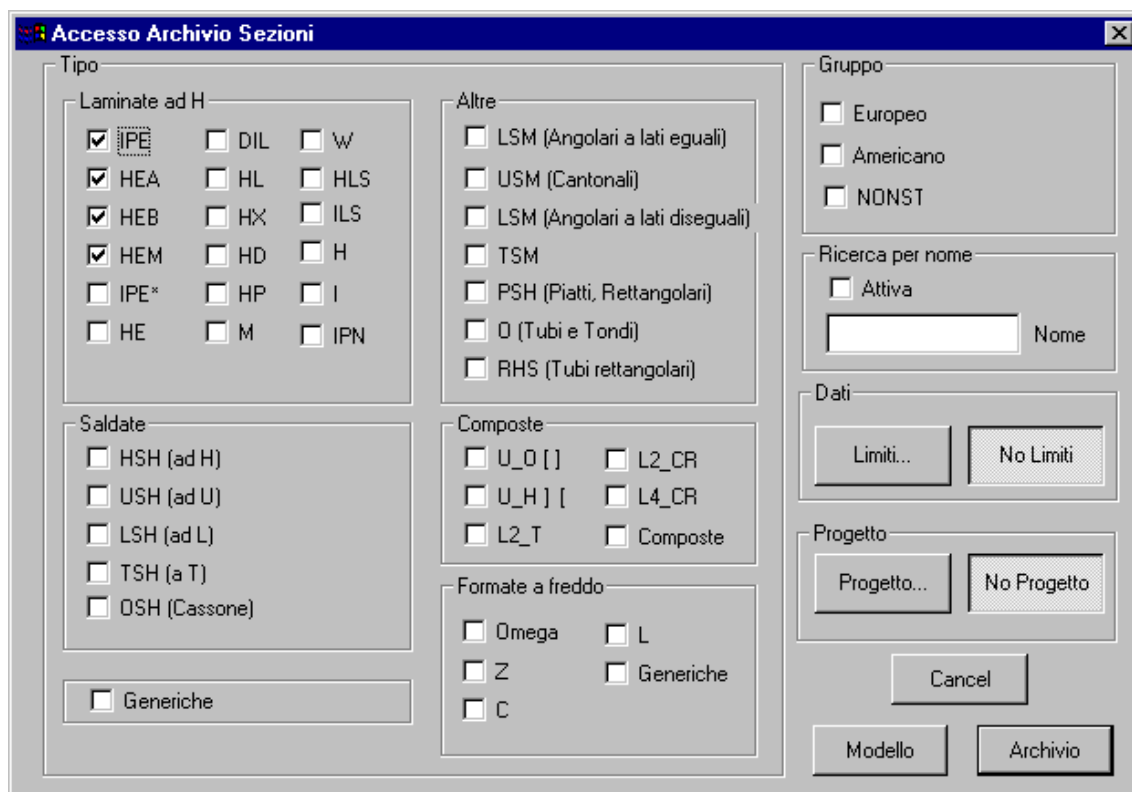 Accesso Archivio Sezioni
Tipo
Laminate ad H
IPE DIL W
HEA HL HLS
HEB HX ILS
HEM HD H
IPE* HP I
HE M IPN
Altre
LSM (Angolari a lati eguali)
USM (Cantonali)
LSM (Angolari a lati diseguali)
TSM
PSH (Piatti, Rettangolari)
O (Tubi e Tondi)
RHS (Tubi rettangolari)
Saldate
HSH (ad H)
USH (ad U)
LSH (ad L)
TSH (a T)
OSH (Cassone)
Composte
U_O [ ] L2_CR
U_H ] [ L4_CR
L2_T Composte
Formate a freddo
Omega L
Z Generiche
C
Generiche
Gruppo
Europeo
Americano
NONST
Ricerca per nome
Attiva
Nome
Dati
Limiti... No Limiti
Progetto
Progetto... No Progetto
Cancel
Modello Archivio